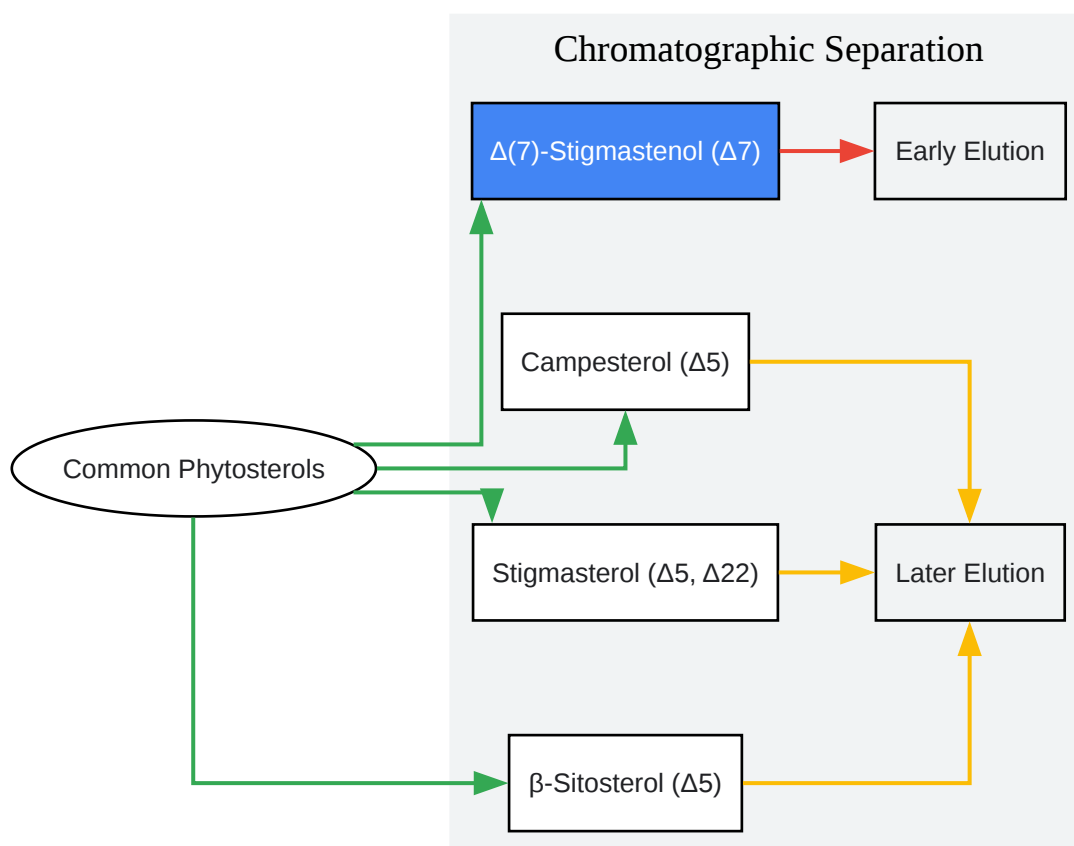 Chromatographic Separation
Δ(7)-Stigmastenol (Δ7)
Early Elution
Campesterol (Δ5)
Common Phytosterols
Stigmasterol (Δ5, Δ22)
Later Elution
β-Sitosterol (Δ5)